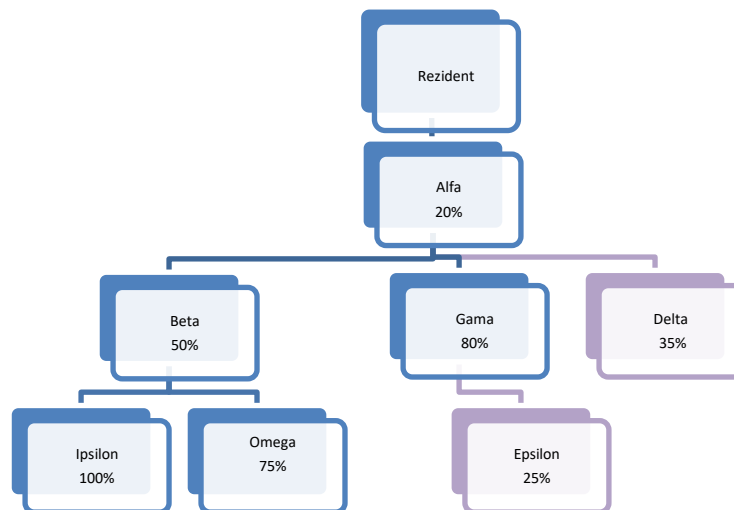 Rezident
Alfa
20%
Beta
50%
Gama
80%
Delta
35%
Ipsilon
100%
Omega
75%
Epsilon
25%